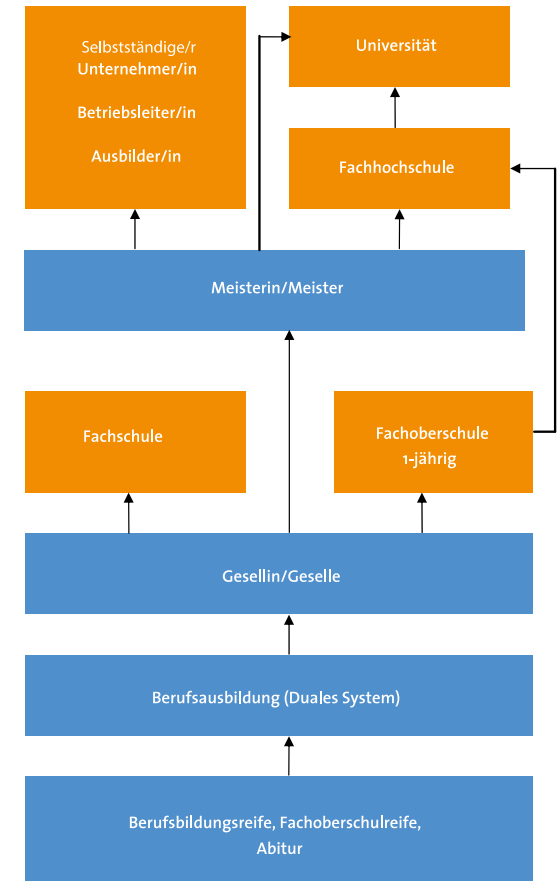 Selbstständige/r
Unternehmer/in
Betriebsleiter/in
Ausbilder/in
Universität
Fachhochschule
Meisterin/Meister
Fachschule
Fachoberschule
1-jährig
Gesellin/Geselle
Berufsausbildung (Duales System)
Berufsbildungsreife, Fachoberschulreife,
Abitur